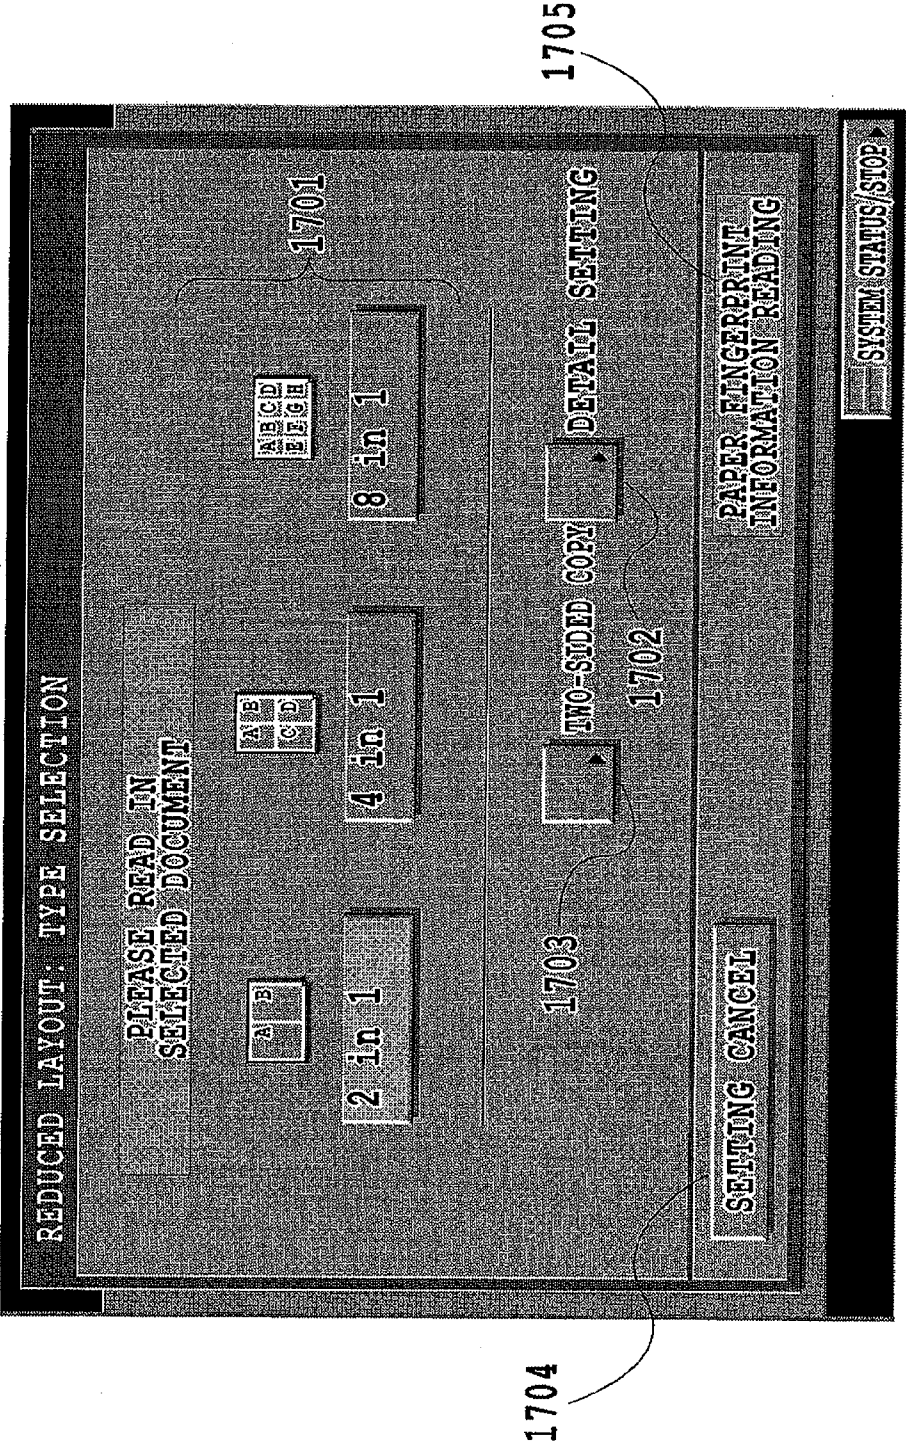 REDUCED LAYOUT: TYPE SELECTION
PLEASE READ IN
SELECTED DOCUMENT
A B
A B
C D
A B C D
E F G H
1701
2 in 1
4 in 1
8 in 1
TWO-SIDED COPY
DETAIL SETTING
1703
1702
SETTING CANCEL
PAPER FINGERPRINT
INFORMATION READING
1704
1705
SYSTEM STATUS/STOP